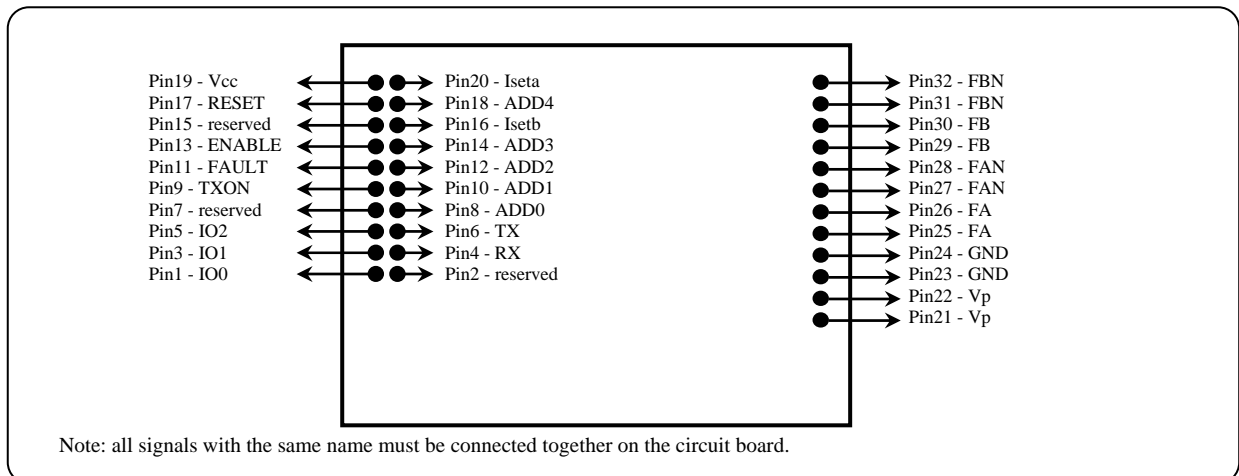 Pin19 - Vcc
Pin17 - RESET
Pin15 - reserved
Pin13 - ENABLE
Pin11 - FAULT
Pin9 - TXON
Pin7 - reserved
Pin5 - IO2
Pin3 - IO1
Pin1 - IO0
Pin20 - Iseta
Pin18 - ADD4
Pin16 - Isetb
Pin14 - ADD3
Pin12 - ADD2
Pin10 - ADD1
Pin8 - ADD0
Pin6 - TX
Pin4 - RX
Pin2 - reserved
Pin32 - FBN
Pin31 - FBN
Pin30 - FB
Pin29 - FB
Pin28 - FAN
Pin27 - FAN
Pin26 - FA
Pin25 - FA
Pin24 - GND
Pin23 - GND
Pin22 - Vp
Pin21 - Vp
Note: all signals with the same name must be connected together on the circuit board.